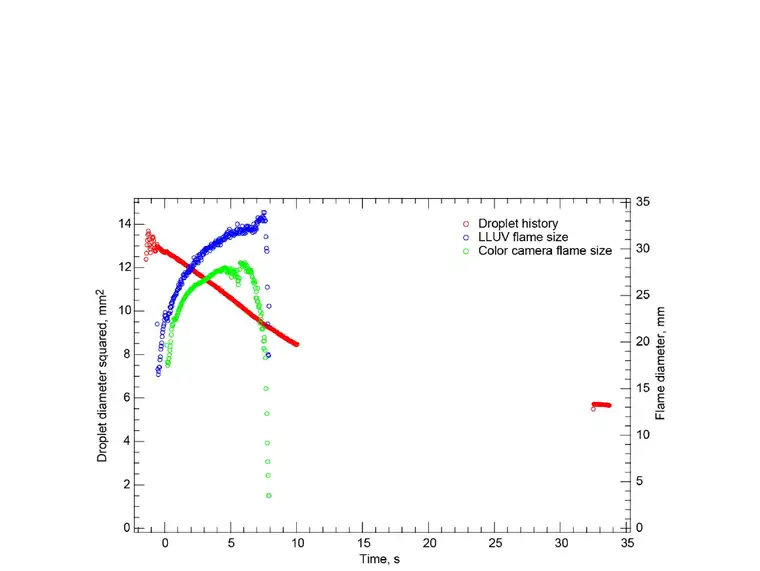 Droplet history
LLUV flame size
Color camera flame size
Droplet diameter squared, mm2
14
12
10
8
6
4
2
0
35
30
25
20
15
10
5
0
Flame diameter, mm
0 5 10 15 20 25 30 35
Time, s